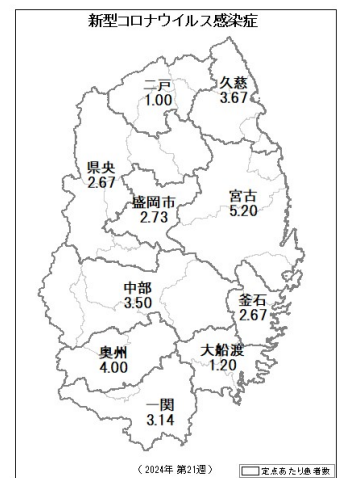 新型コロナウイルス感染症
二戸
1.00
久慈
3.67
県央
2.67
盛岡市
2.73
宮古
5.20
中部
3.50
釜石
2.67
奥州
4.00
大船渡
1.20
一関
3.14
（2024年 第21週）
定点あたり患者数